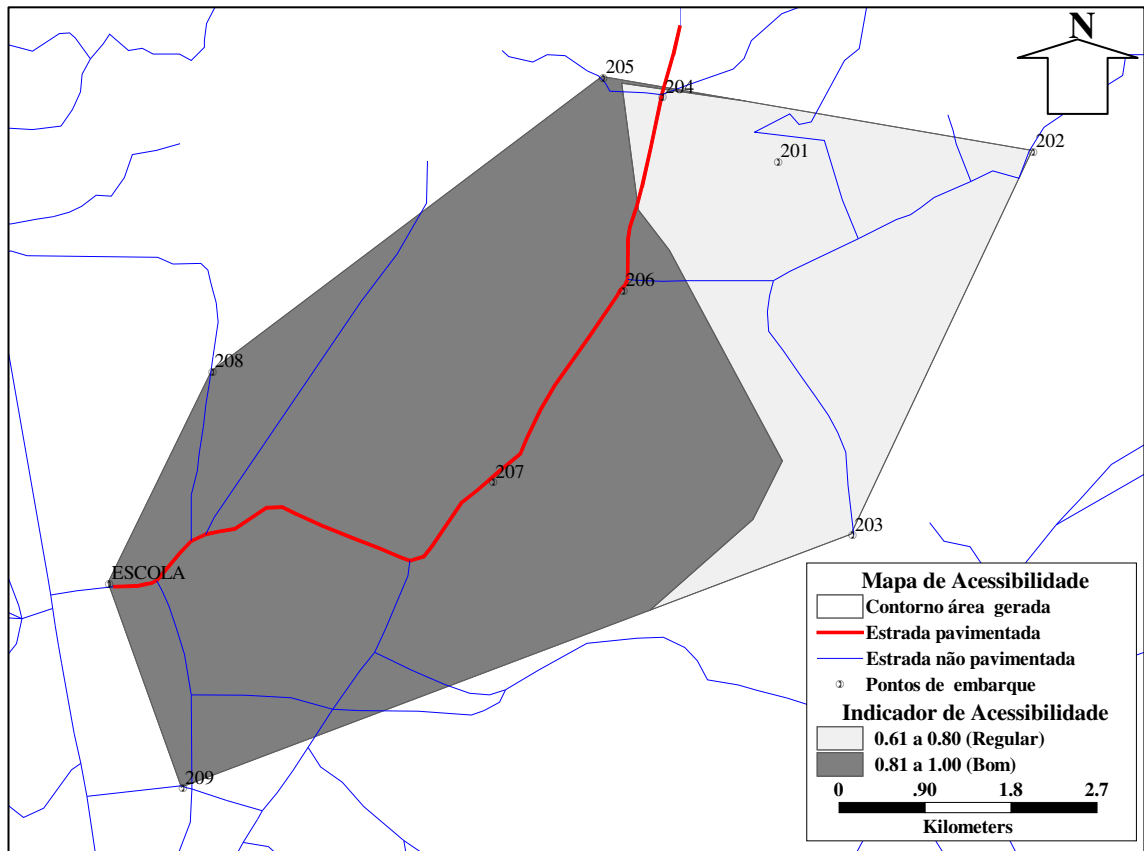 N
205
204
201
202
206
208
207
203
ESCOLA
209
Mapa de Acessibilidade
Contorno área gerada
Estrada pavimentada
Estrada não pavimentada
Pontos de embarque
Indicador de Acessibilidade
0.61 a 0.80 (Regular)
0.81 a 1.00 (Bom)
0 .90 1.8 2.7
Kilometers